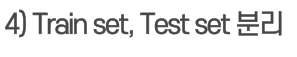 4) Train set, Test set 분리